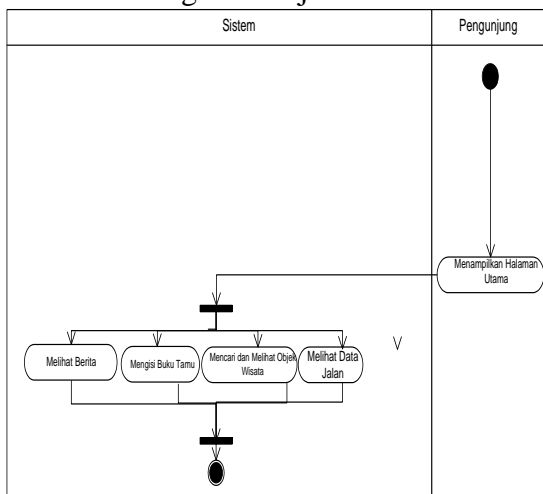 Sistem
Pengunjung
Menampilkan Halaman
Utama
Melihat Berita
Mengisi Buku Tamu
Mencari dan Melihat Objek
Wisata
Melihat Data
Jalan